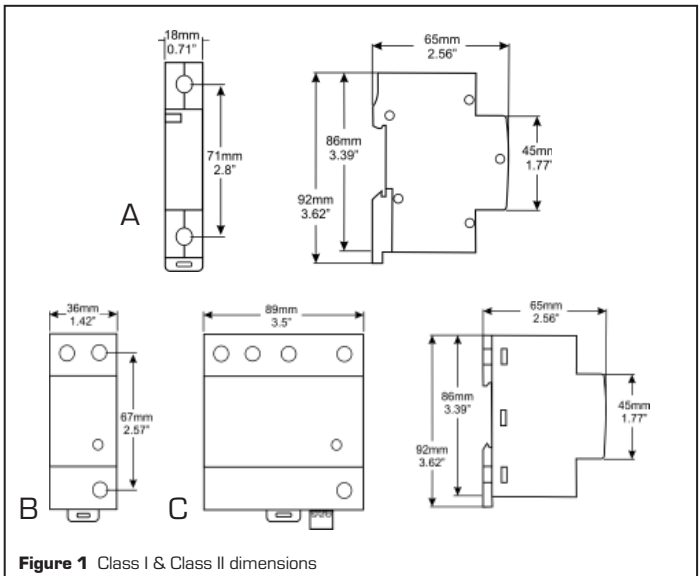 18mm
0.71"
65mm
2.56"
71mm
2.8"
86mm
3.39"
92mm
3.62"
45mm
1.77"
A
36mm
1.42"
89mm
3.5"
65mm
2.56"
67mm
2.57"
86mm
3.39"
92mm
3.62"
45mm
1.77"
B
C
Figure 1 Class I & Class II dimensions